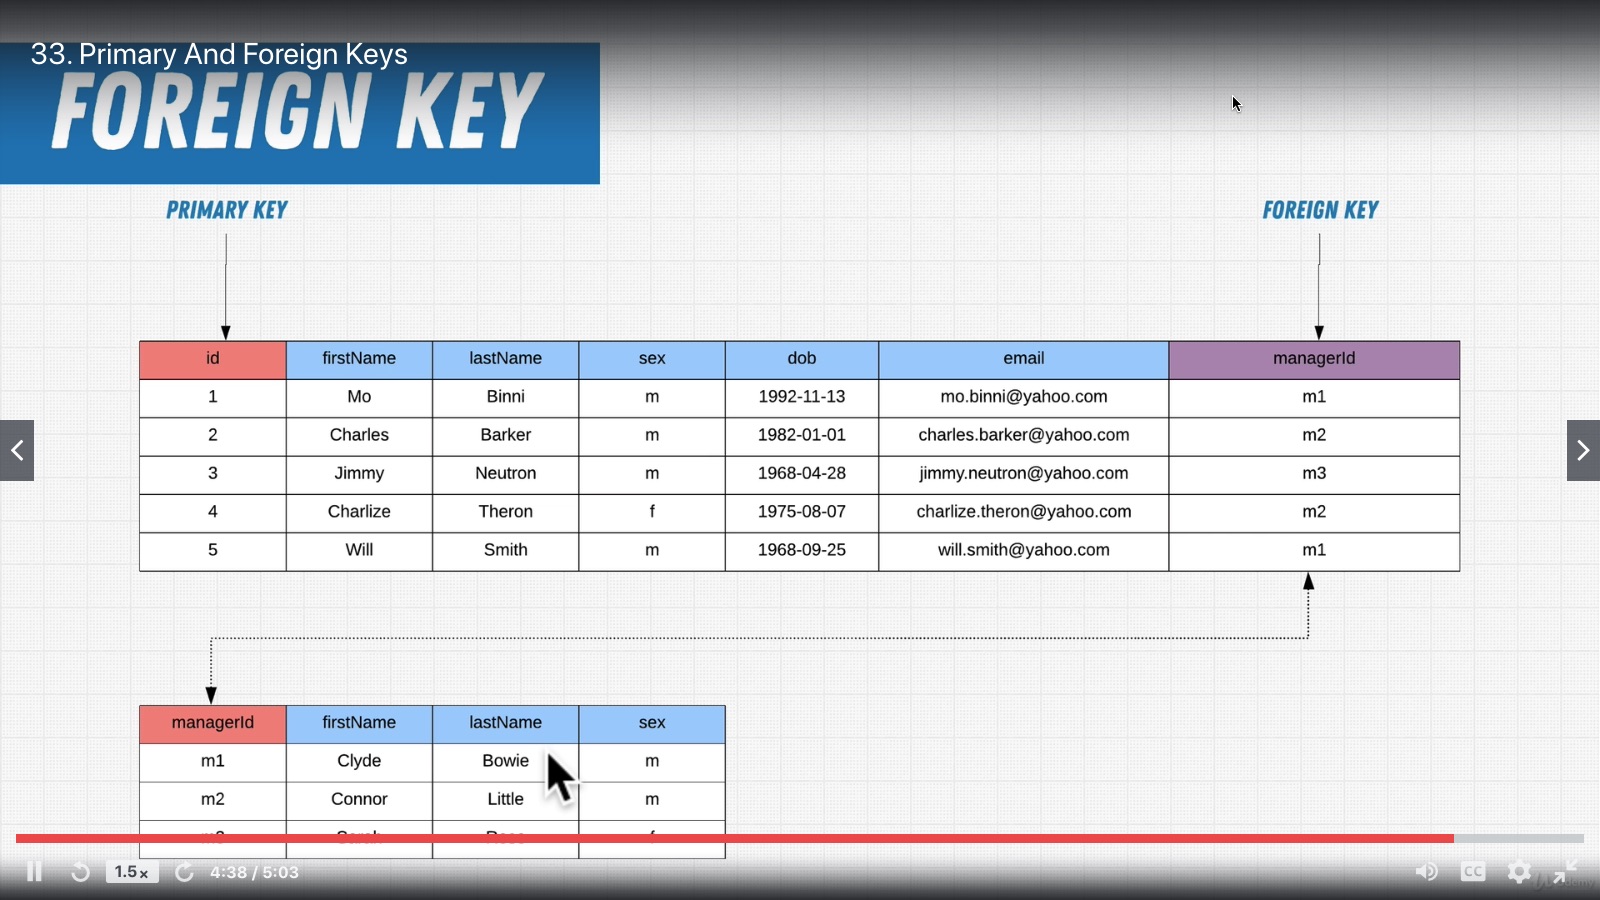 33. Primary And Foreign Keys
FOREIGN KEY
PRIMARY KEY
FOREIGN KEY
id firstName lastName sex dob email managerId
1 Mo Binni m 1992-11-13 mo.binni@yahoo.com m1
2 Charles Barker m 1982-01-01 charles.barker@yahoo.com m2
3 Jimmy Neutron m 1968-04-28 jimmy.neutron@yahoo.com m3
4 Charlize Theron f 1975-08-07 charlize.theron@yahoo.com m2
5 Will Smith m 1968-09-25 will.smith@yahoo.com m1
managerId firstName lastName sex
m1 Clyde Bowie m
m2 Connor Little m
1.5x 4:38 / 5:03 CC